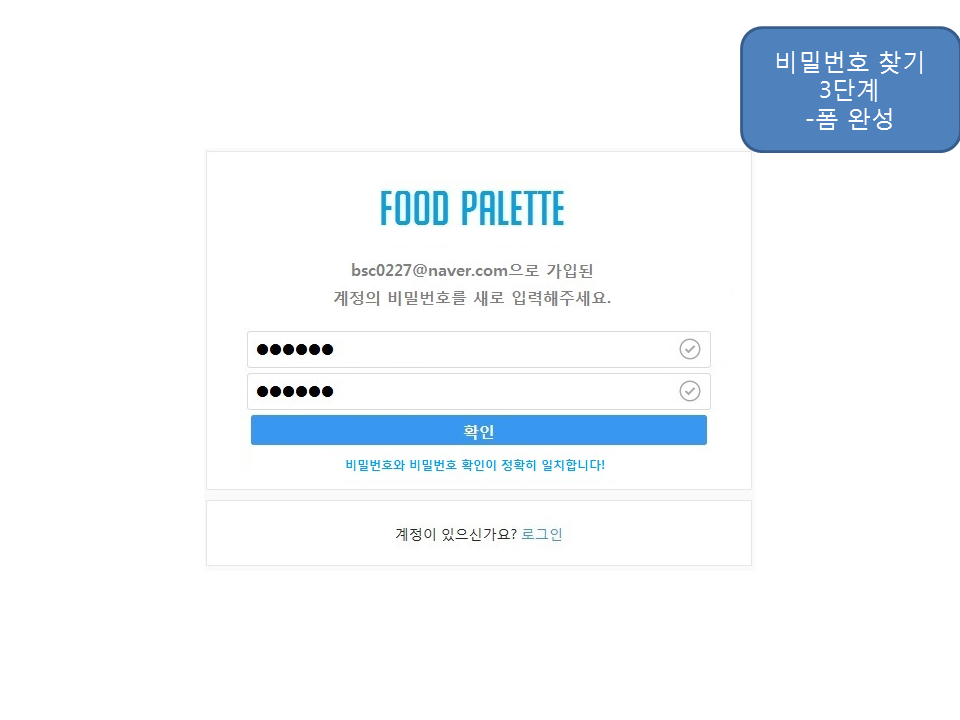 비밀번호 찾기
3단계
-폼 완성
FOOD PALETTE
bsc0227@naver.com으로 가입된
계정의 비밀번호를 새로 입력해주세요.
●●●●●●
●●●●●●
확인
비밀번호와 비밀번호 확인이 정확히 일치합니다!
계정이 있으신가요? 로그인